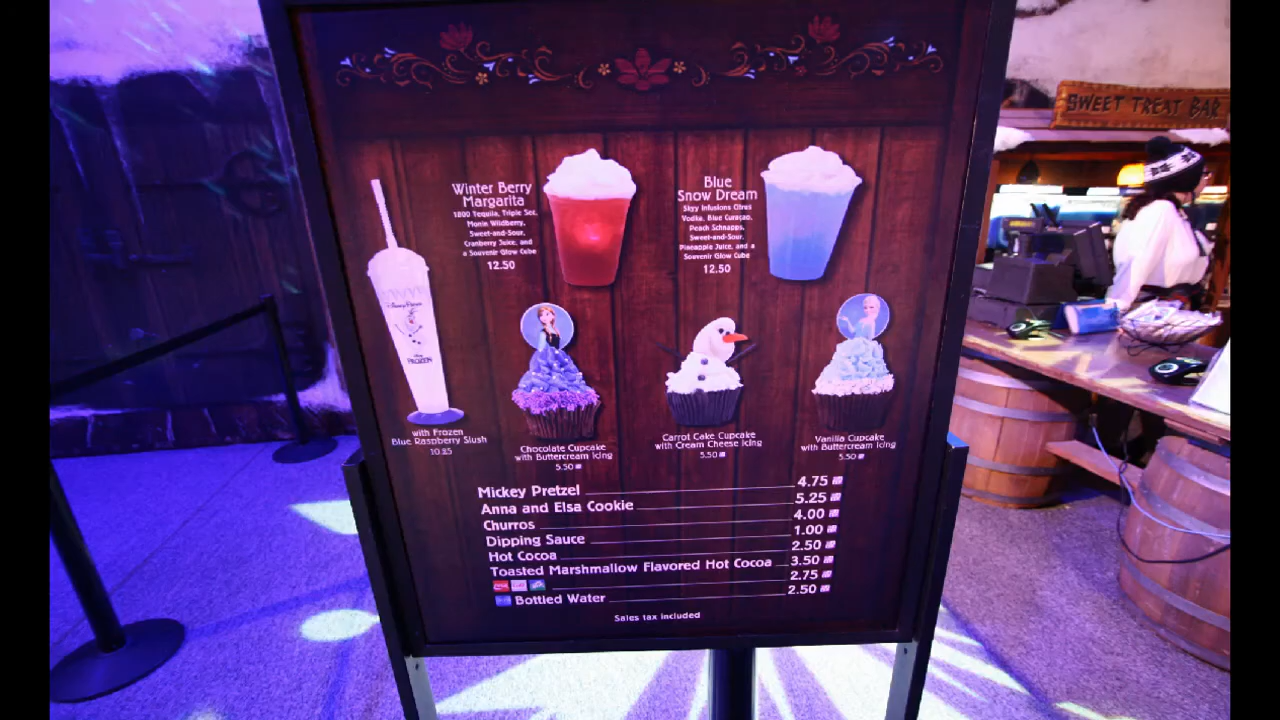 SWEET TREAT BAR
Winter Berry
Margarita
1800 Tequila, Triple Sec,
Monin Wildberry,
Sweet-and-Sour,
Cranberry Juice, and
a Souvenir Glow Cube
12.50
Blue
Snow Dream
Skyy Infusions Citrus
Vodka, Blue Curaçao,
Peach Schnapps,
Sweet-and-Sour,
Pineapple Juice, and a
Souvenir Glow Cube
12.50
Disney Parks
FROZEN
with Frozen
Blue Raspberry Slush
10.25
Chocolate Cupcake
with Buttercream Icing
5.50
Carrot Cake Cupcake
with Cream Cheese Icing
5.50
Vanilla Cupcake
with Buttercream Icing
5.50
Mickey Pretzel 4.75
Anna and Elsa Cookie 5.25
Churros 4.00
Dipping Sauce 1.00
Hot Cocoa 2.50
Toasted Marshmallow Flavored Hot Cocoa 3.50
2.75
Bottled Water 2.50
Sales tax included